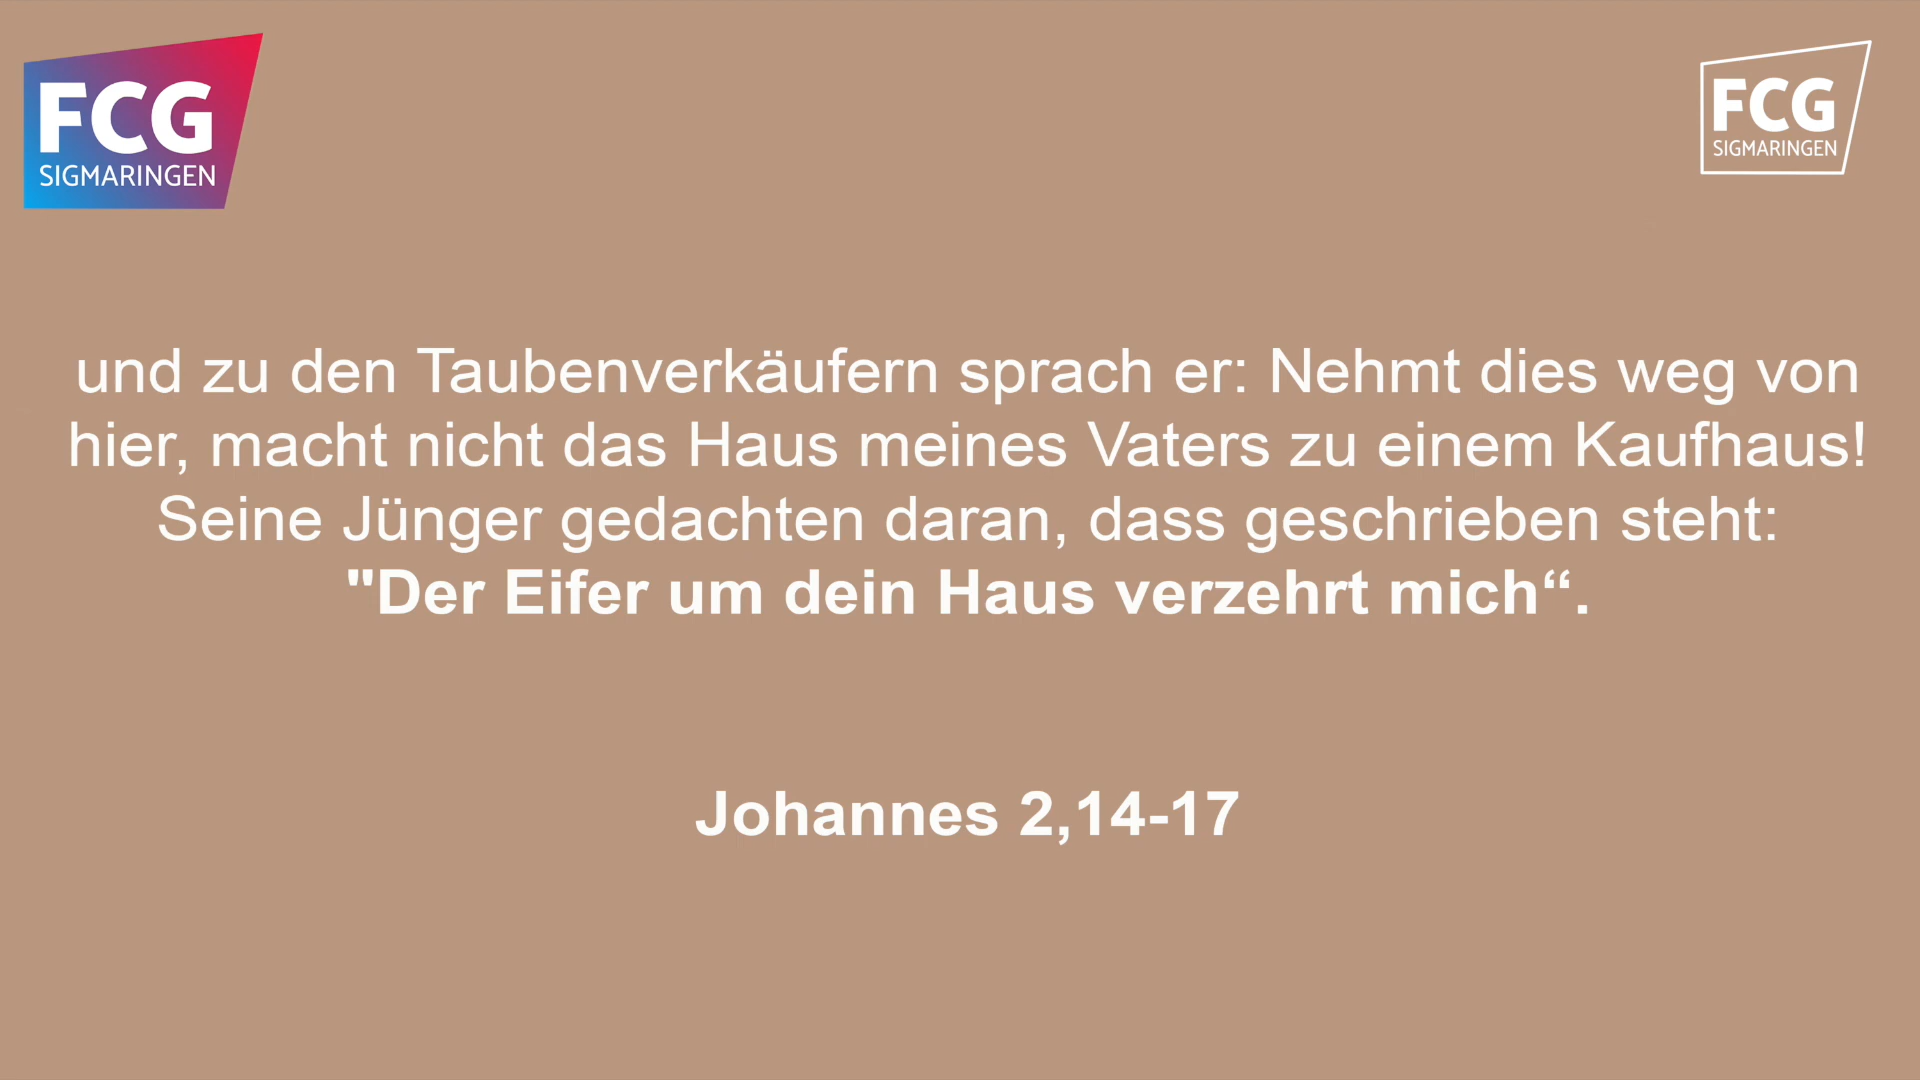 FCG
SIGMARINGEN
FCG
SIGMARINGEN
und zu den Taubenverkäufern sprach er: Nehmt dies weg von
hier, macht nicht das Haus meines Vaters zu einem Kaufhaus!
Seine Jünger gedachten daran, dass geschrieben steht:
"Der Eifer um dein Haus verzehrt mich“.
Johannes 2,14-17